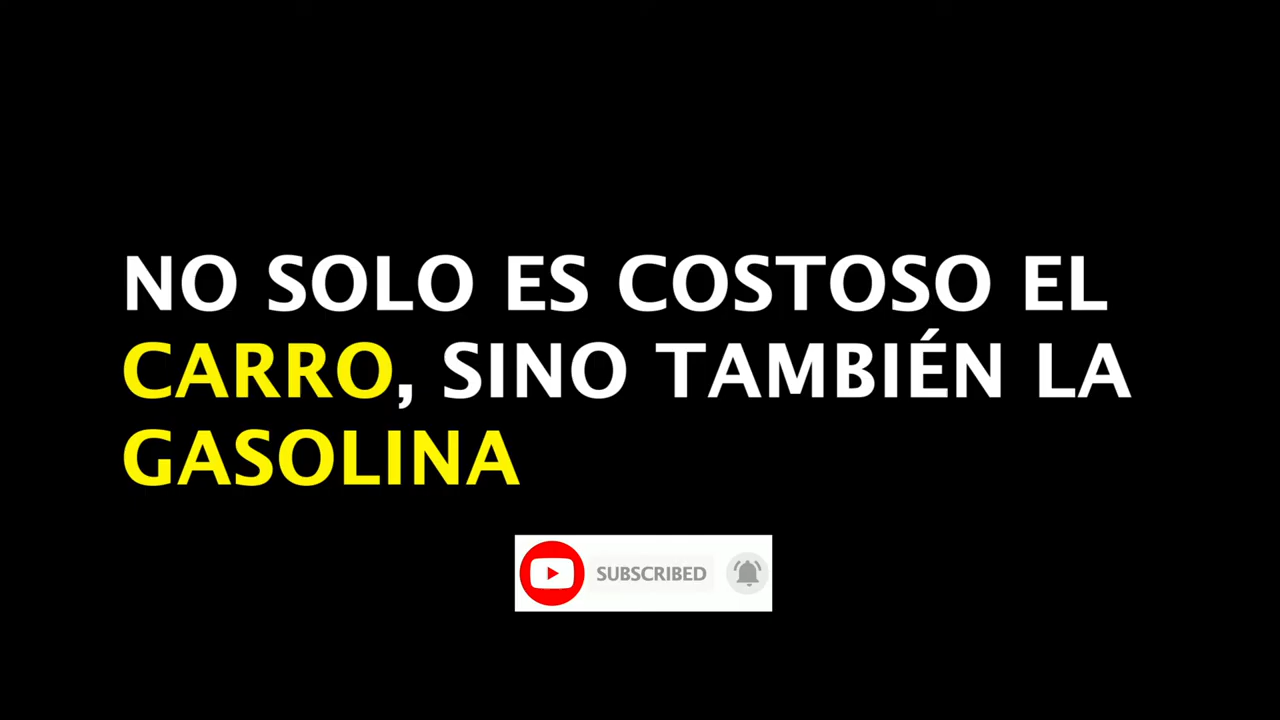 NO SOLO ES COSTOSO EL
CARRO, SINO TAMBIÉN LA
GASOLINA
SUBSCRIBED